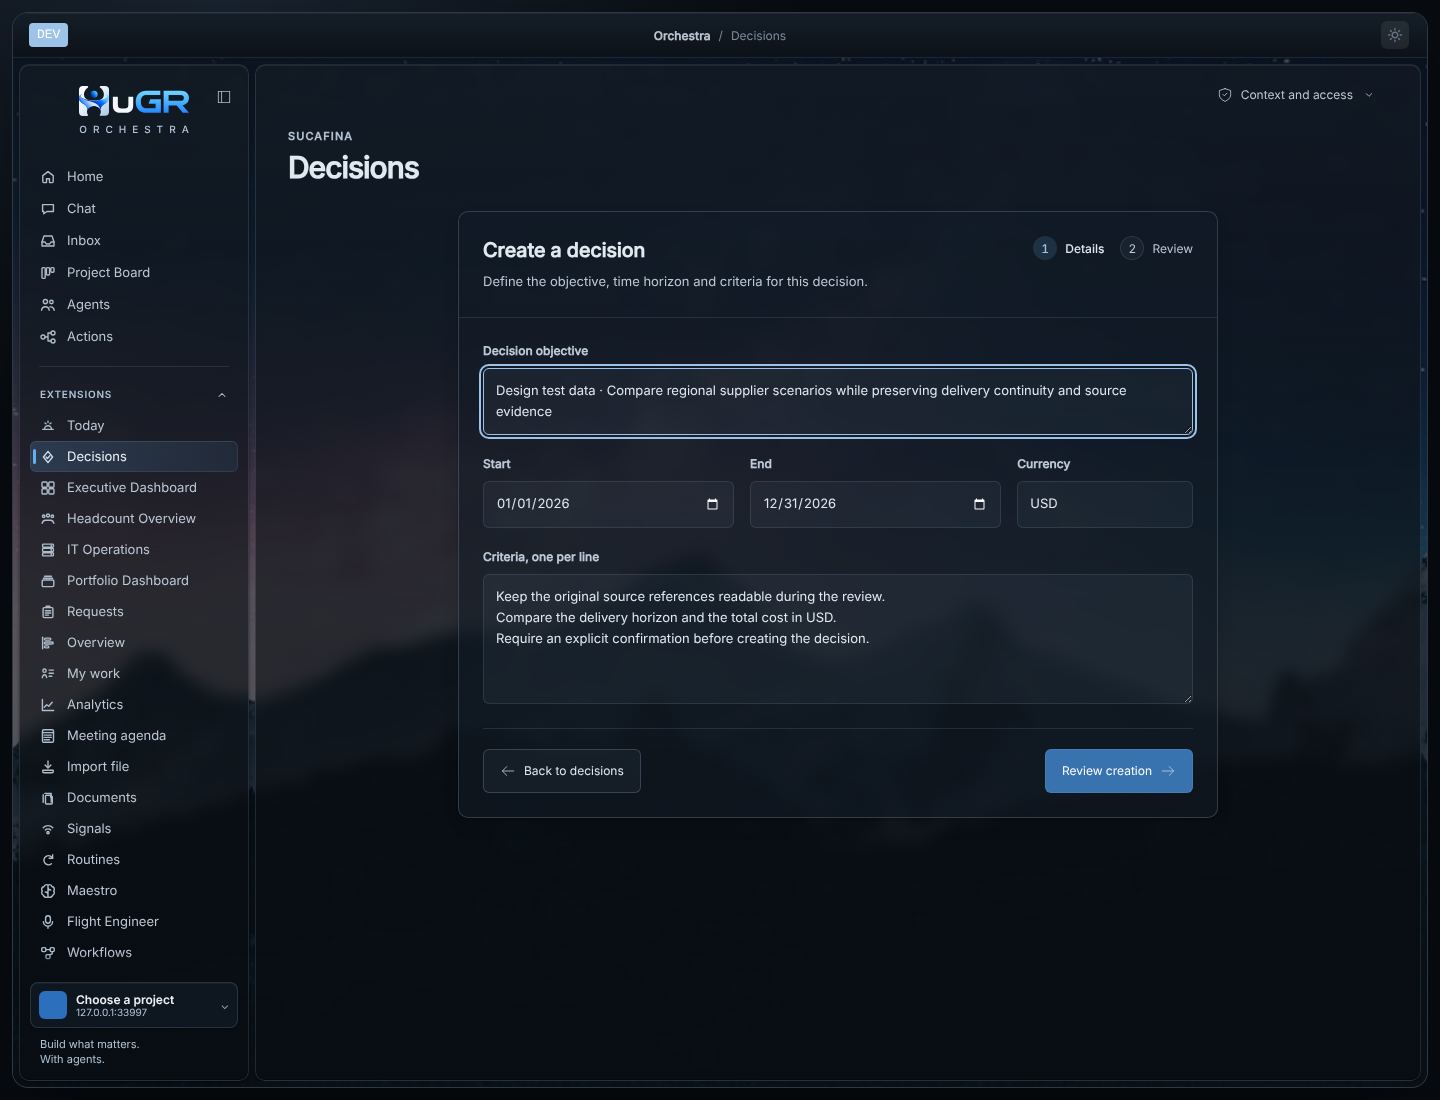 DEV
Orchestra / Decisions
HuGR
ORCHESTRA
Home
Chat
Inbox
Project Board
Agents
Actions
EXTENSIONS
Today
Decisions
Executive Dashboard
Headcount Overview
IT Operations
Portfolio Dashboard
Requests
Overview
My work
Analytics
Meeting agenda
Import file
Documents
Signals
Routines
Maestro
Flight Engineer
Workflows
Choose a project
127.0.0.1:33997
Build what matters.
With agents.
Context and access
SUCAFINA
Decisions
Create a decision
1 Details 2 Review
Define the objective, time horizon and criteria for this decision.
Decision objective
Design test data · Compare regional supplier scenarios while preserving delivery continuity and source
evidence
Start End Currency
01/01/2026 12/31/2026 USD
Criteria, one per line
Keep the original source references readable during the review.
Compare the delivery horizon and the total cost in USD.
Require an explicit confirmation before creating the decision.
Back to decisions
Review creation